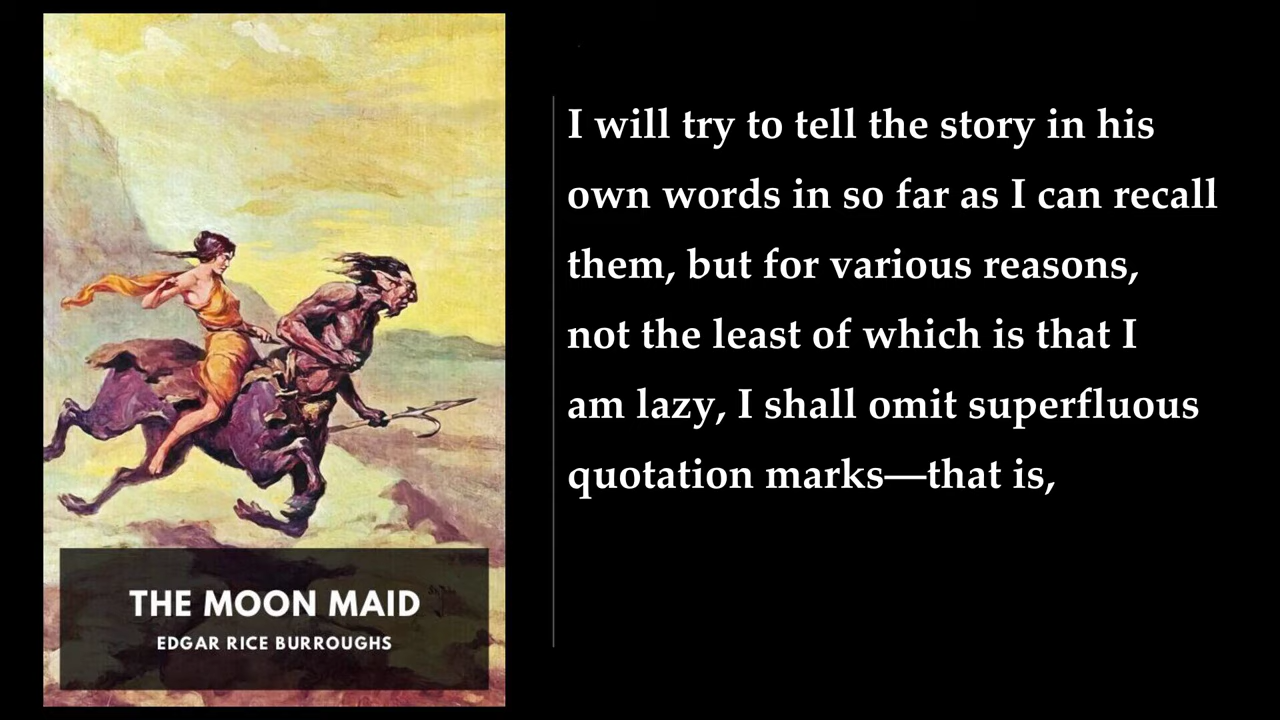 THE MOON MAID
EDGAR RICE BURROUGHS
I will try to tell the story in his
own words in so far as I can recall
them, but for various reasons,
not the least of which is that I
am lazy, I shall omit superfluous
quotation marks—that is,